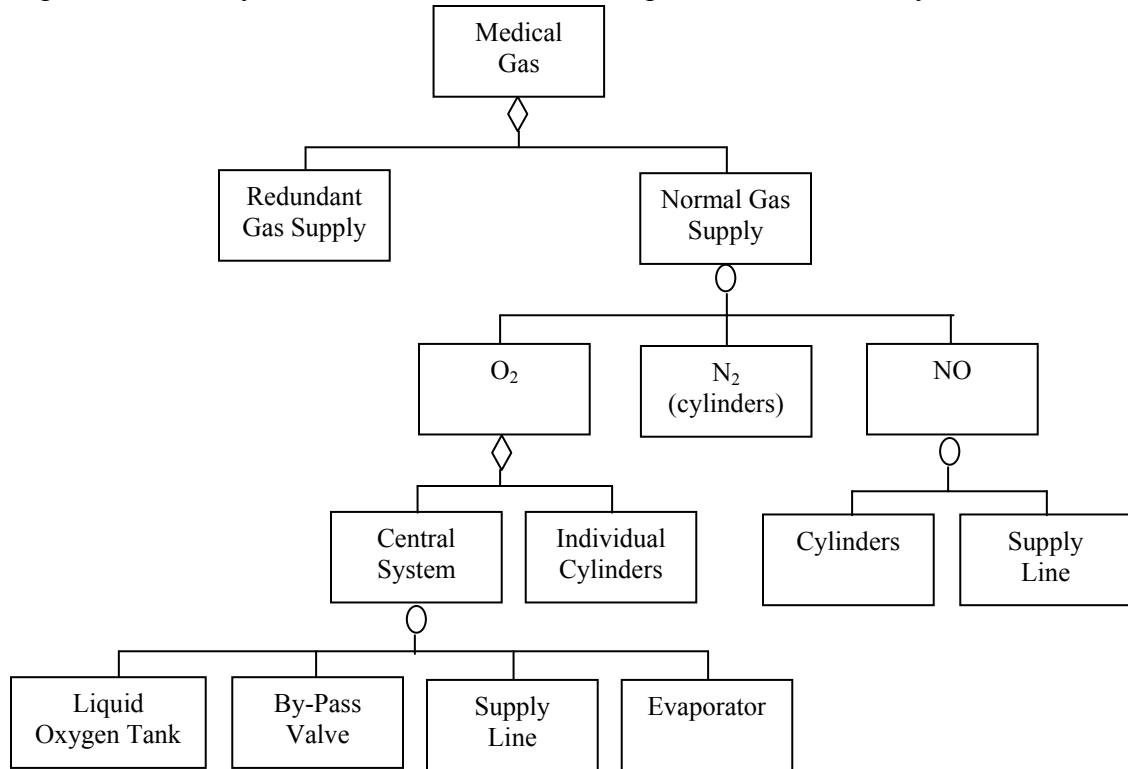 Medical
Gas
Redundant
Gas Supply
Normal Gas
Supply
O₂
N₂
(cylinders)
NO
Central
System
Individual
Cylinders
Cylinders
Supply
Line
Liquid
Oxygen Tank
By-Pass
Valve
Supply
Line
Evaporator